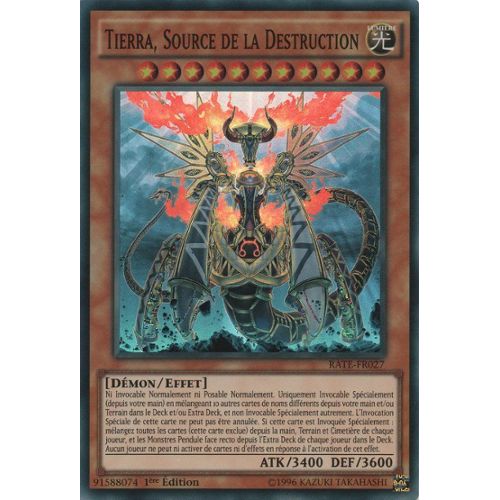 TIERRA, SOURCE DE LA DESTRUCTION
LUMIÈRE
光
RATE-FR027
[DÉMON/EFFET]
Ni Invocable Normalement ni Posable Normalement. Uniquement Invocable Spécialement
(depuis votre main) en mélangeant 10 autres cartes de noms différents depuis votre main et/ou
Terrain dans le Deck et/ou Extra Deck, et non Invocable Spécialement autrement. L'Invocation
Spéciale de cette carte ne peut pas être annulée. Si cette carte est Invoquée Spécialement :
mélangez toutes les cartes (cette carte exclue) depuis la main, Terrain et Cimetière de chaque
joueur, et les Monstres Pendule face recto depuis l'Extra Deck de chaque joueur dans le Deck.
Aucun joueur ne peut ni activer de cartes ni d'effets en réponse à l'activation de cet effet.
ATK/3400 DEF/3600
91588074 1ère Édition ©1996 KAZUKI TAKAHASHI